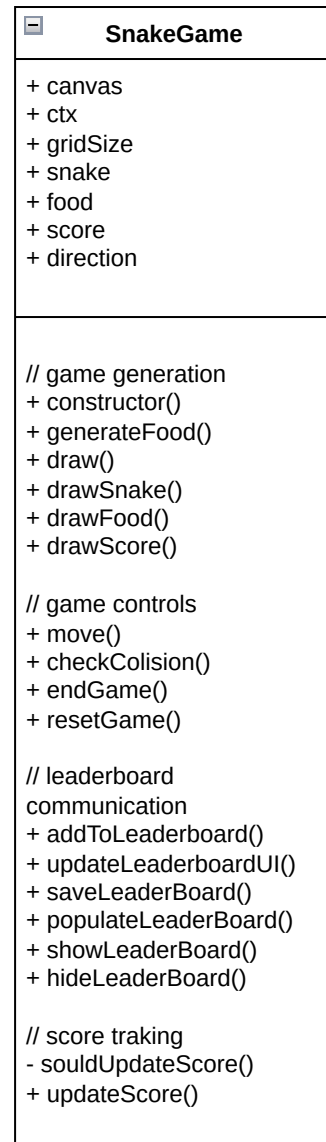 SnakeGame
+ canvas
+ ctx
+ gridSize
+ snake
+ food
+ score
+ direction
// game generation
+ constructor()
+ generateFood()
+ draw()
+ drawSnake()
+ drawFood()
+ drawScore()
// game controls
+ move()
+ checkColision()
+ endGame()
+ resetGame()
// leaderboard
communication
+ addToLeaderboard()
+ updateLeaderboardUI()
+ saveLeaderBoard()
+ populateLeaderBoard()
+ showLeaderBoard()
+ hideLeaderBoard()
// score traking
- souldUpdateScore()
+ updateScore()